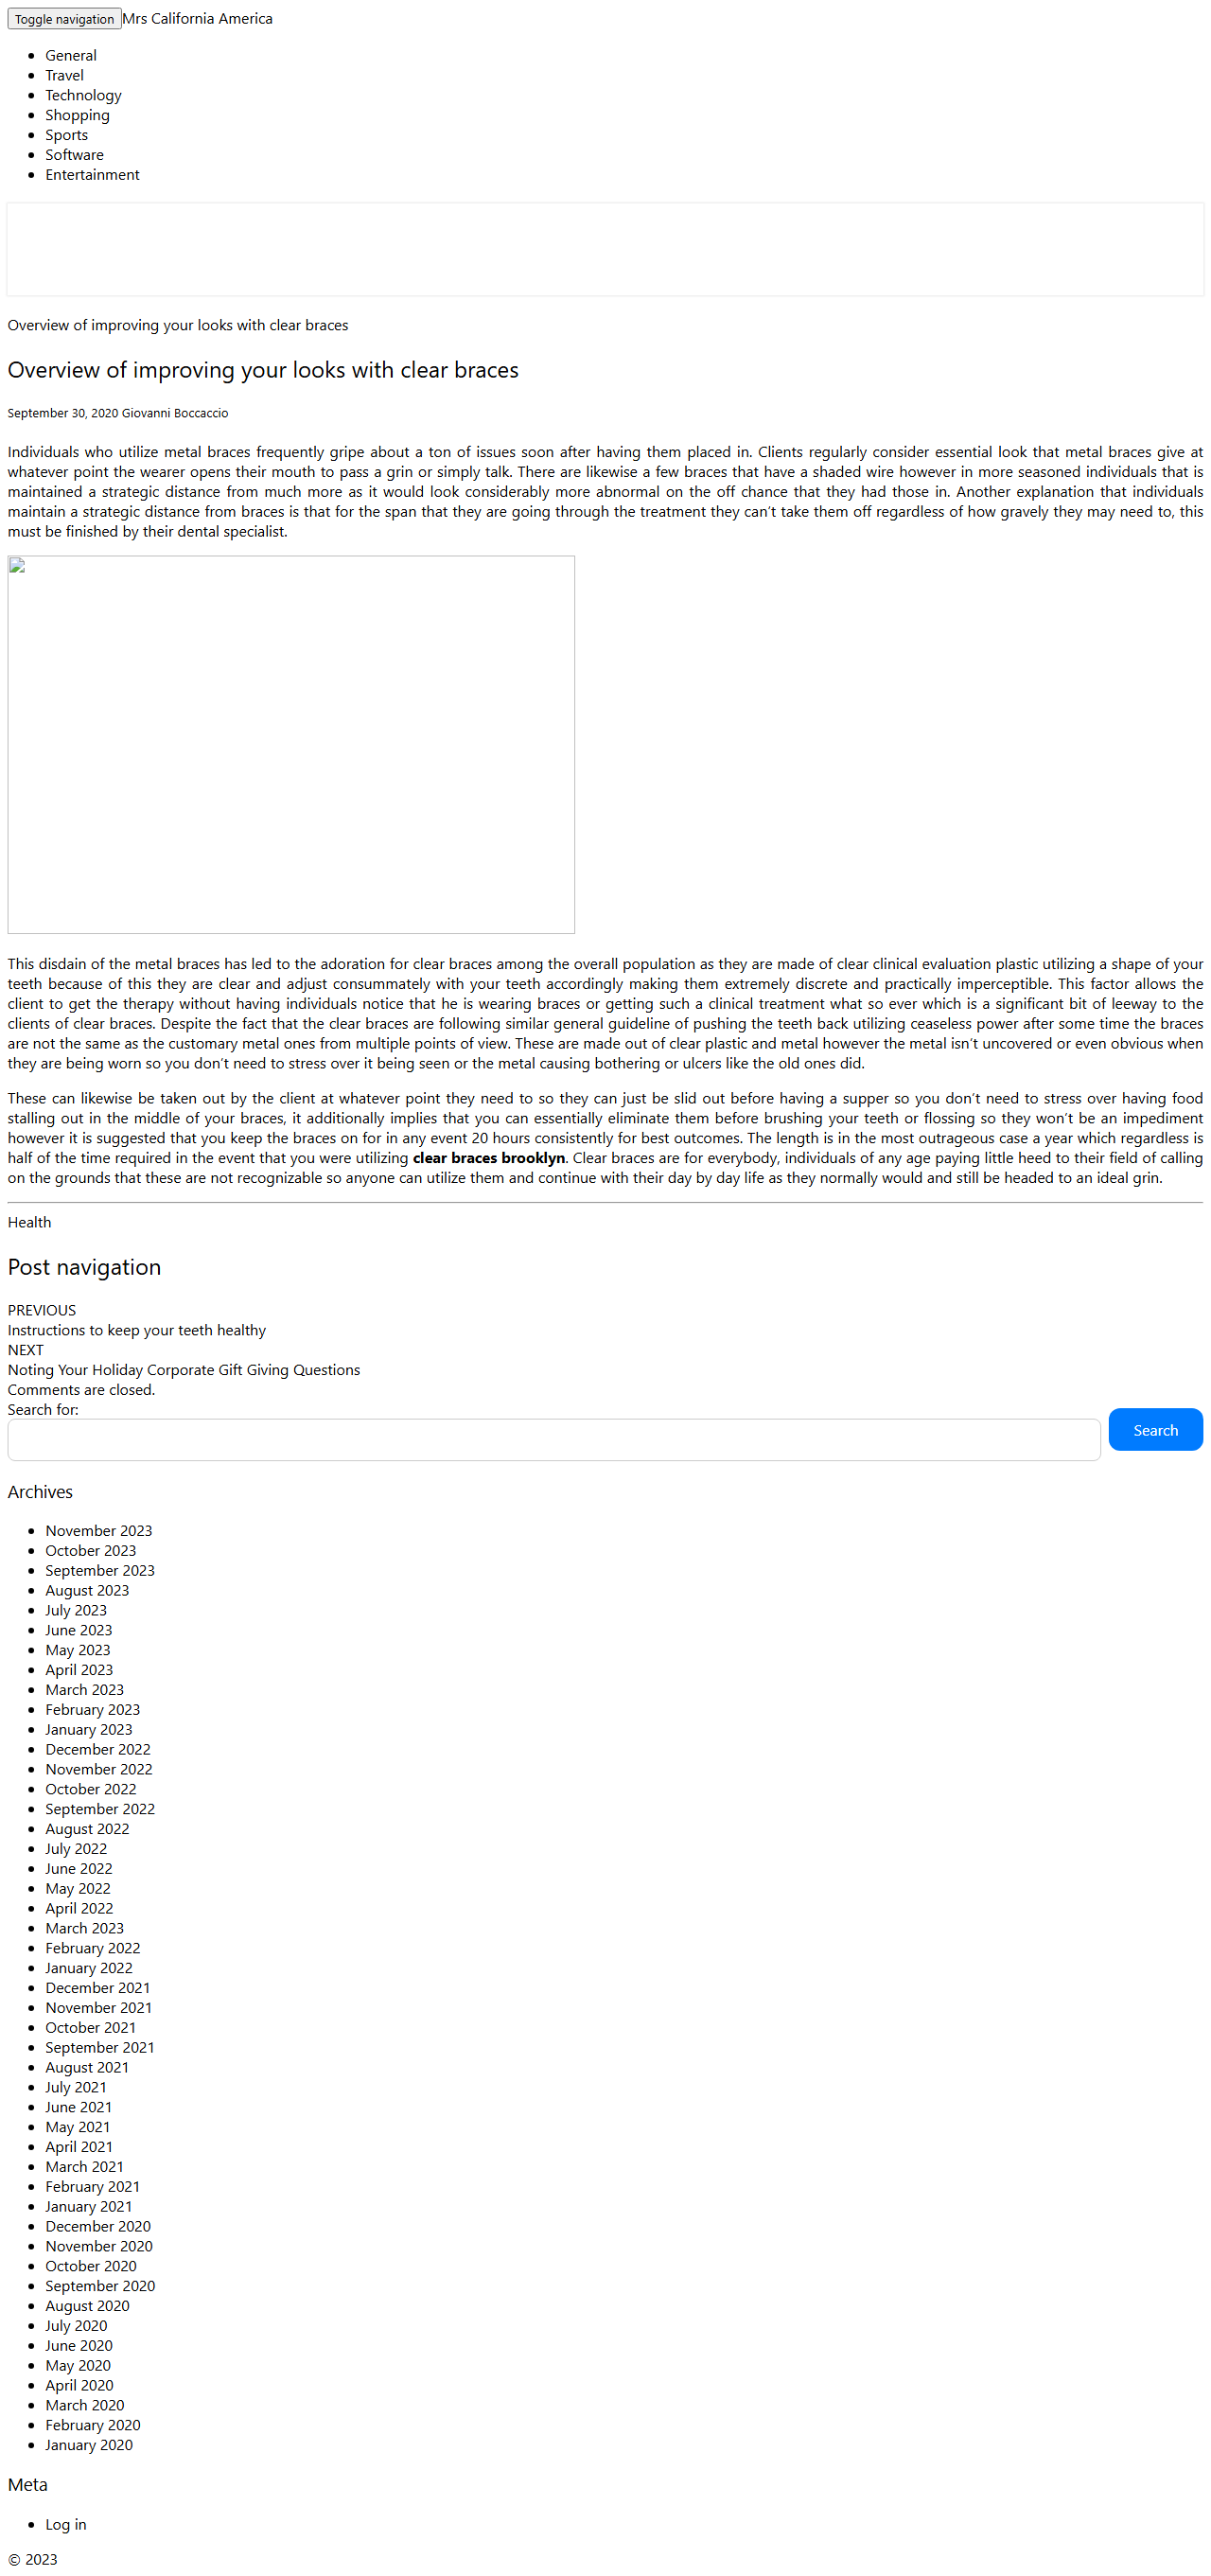 Toggle navigation Mrs California America
General
Travel
Technology
Shopping
Sports
Software
Entertainment
Overview of improving your looks with clear braces
Overview of improving your looks with clear braces
September 30, 2020 Giovanni Boccaccio
Individuals who utilize metal braces frequently gripe about a ton of issues soon after having them placed in. Clients regularly consider essential look that metal braces give at
whatever point the wearer opens their mouth to pass a grin or simply talk. There are likewise a few braces that have a shaded wire however in more seasoned individuals that is
maintained a strategic distance from much more as it would look considerably more abnormal on the off chance that they had those in. Another explanation that individuals
maintain a strategic distance from braces is that for the span that they are going through the treatment they can’t take them off regardless of how gravely they may need to, this
must be finished by their dental specialist.
This disdain of the metal braces has led to the adoration for clear braces among the overall population as they are made of clear clinical evaluation plastic utilizing a shape of your
teeth because of this they are clear and adjust consummately with your teeth accordingly making them extremely discrete and practically imperceptible. This factor allows the
client to get the therapy without having individuals notice that he is wearing braces or getting such a clinical treatment what so ever which is a significant bit of leeway to the
clients of clear braces. Despite the fact that the clear braces are following similar general guideline of pushing the teeth back utilizing ceaseless power after some time the braces
are not the same as the customary metal ones from multiple points of view. These are made out of clear plastic and metal however the metal isn’t uncovered or even obvious when
they are being worn so you don’t need to stress over it being seen or the metal causing bothering or ulcers like the old ones did.
These can likewise be taken out by the client at whatever point they need to so they can just be slid out before having a supper so you don’t need to stress over having food
stalling out in the middle of your braces, it additionally implies that you can essentially eliminate them before brushing your teeth or flossing so they won’t be an impediment
however it is suggested that you keep the braces on for in any event 20 hours consistently for best outcomes. The length is in the most outrageous case a year which regardless is
half of the time required in the event that you were utilizing clear braces brooklyn. Clear braces are for everybody, individuals of any age paying little heed to their field of calling
on the grounds that these are not recognizable so anyone can utilize them and continue with their day by day life as they normally would and still be headed to an ideal grin.
Health
Post navigation
PREVIOUS
Instructions to keep your teeth healthy
NEXT
Noting Your Holiday Corporate Gift Giving Questions
Comments are closed.
Search for:
Search
Archives
November 2023
October 2023
September 2023
August 2023
July 2023
June 2023
May 2023
April 2023
March 2023
February 2023
January 2023
December 2022
November 2022
October 2022
September 2022
August 2022
July 2022
June 2022
May 2022
April 2022
March 2023
February 2022
January 2022
December 2021
November 2021
October 2021
September 2021
August 2021
July 2021
June 2021
May 2021
April 2021
March 2021
February 2021
January 2021
December 2020
November 2020
October 2020
September 2020
August 2020
July 2020
June 2020
May 2020
April 2020
March 2020
February 2020
January 2020
Meta
Log in
© 2023